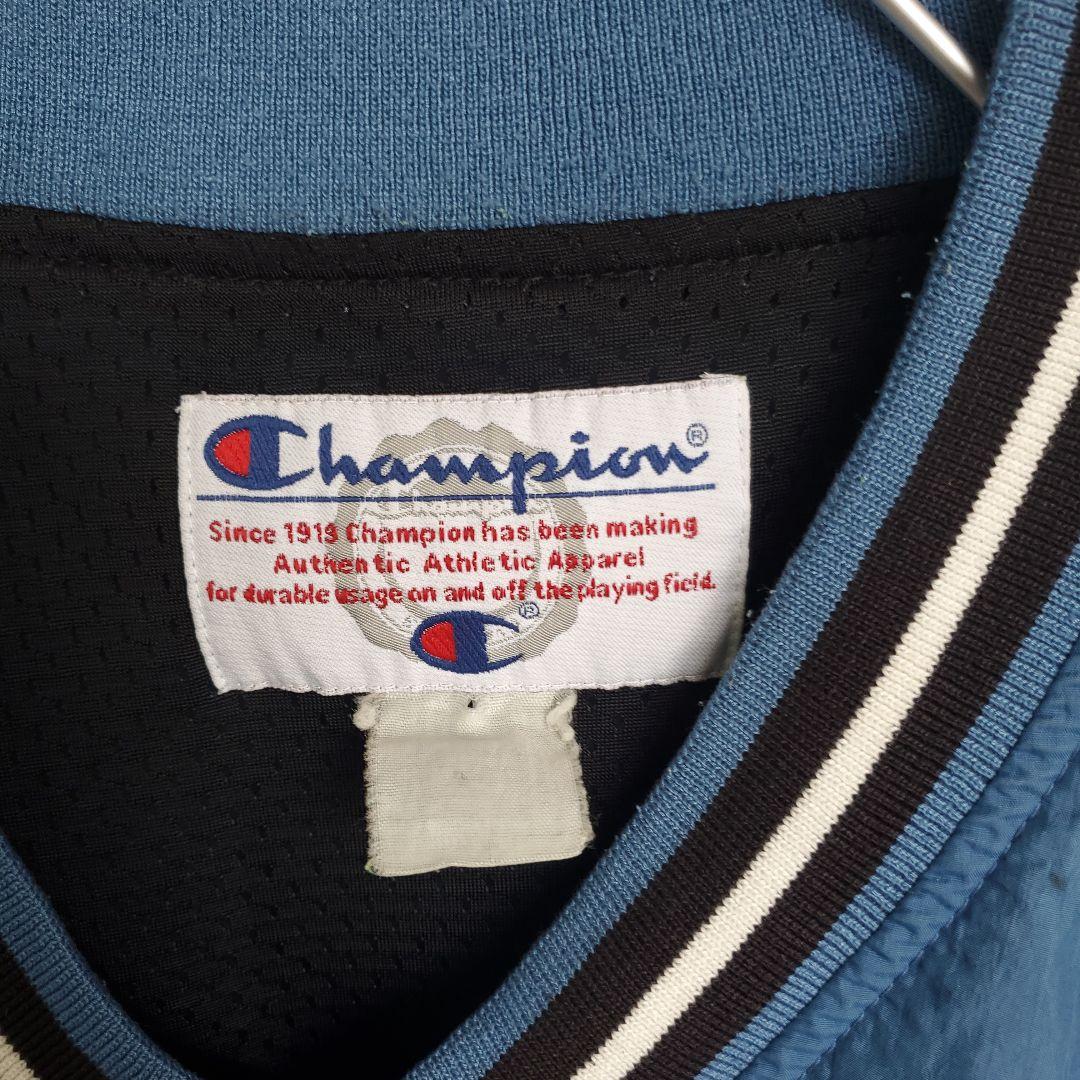 Champion®
Since 1919 Champion has been making
Authentic Athletic Apparel
for durable usage on and off the playing field.
®
Champion